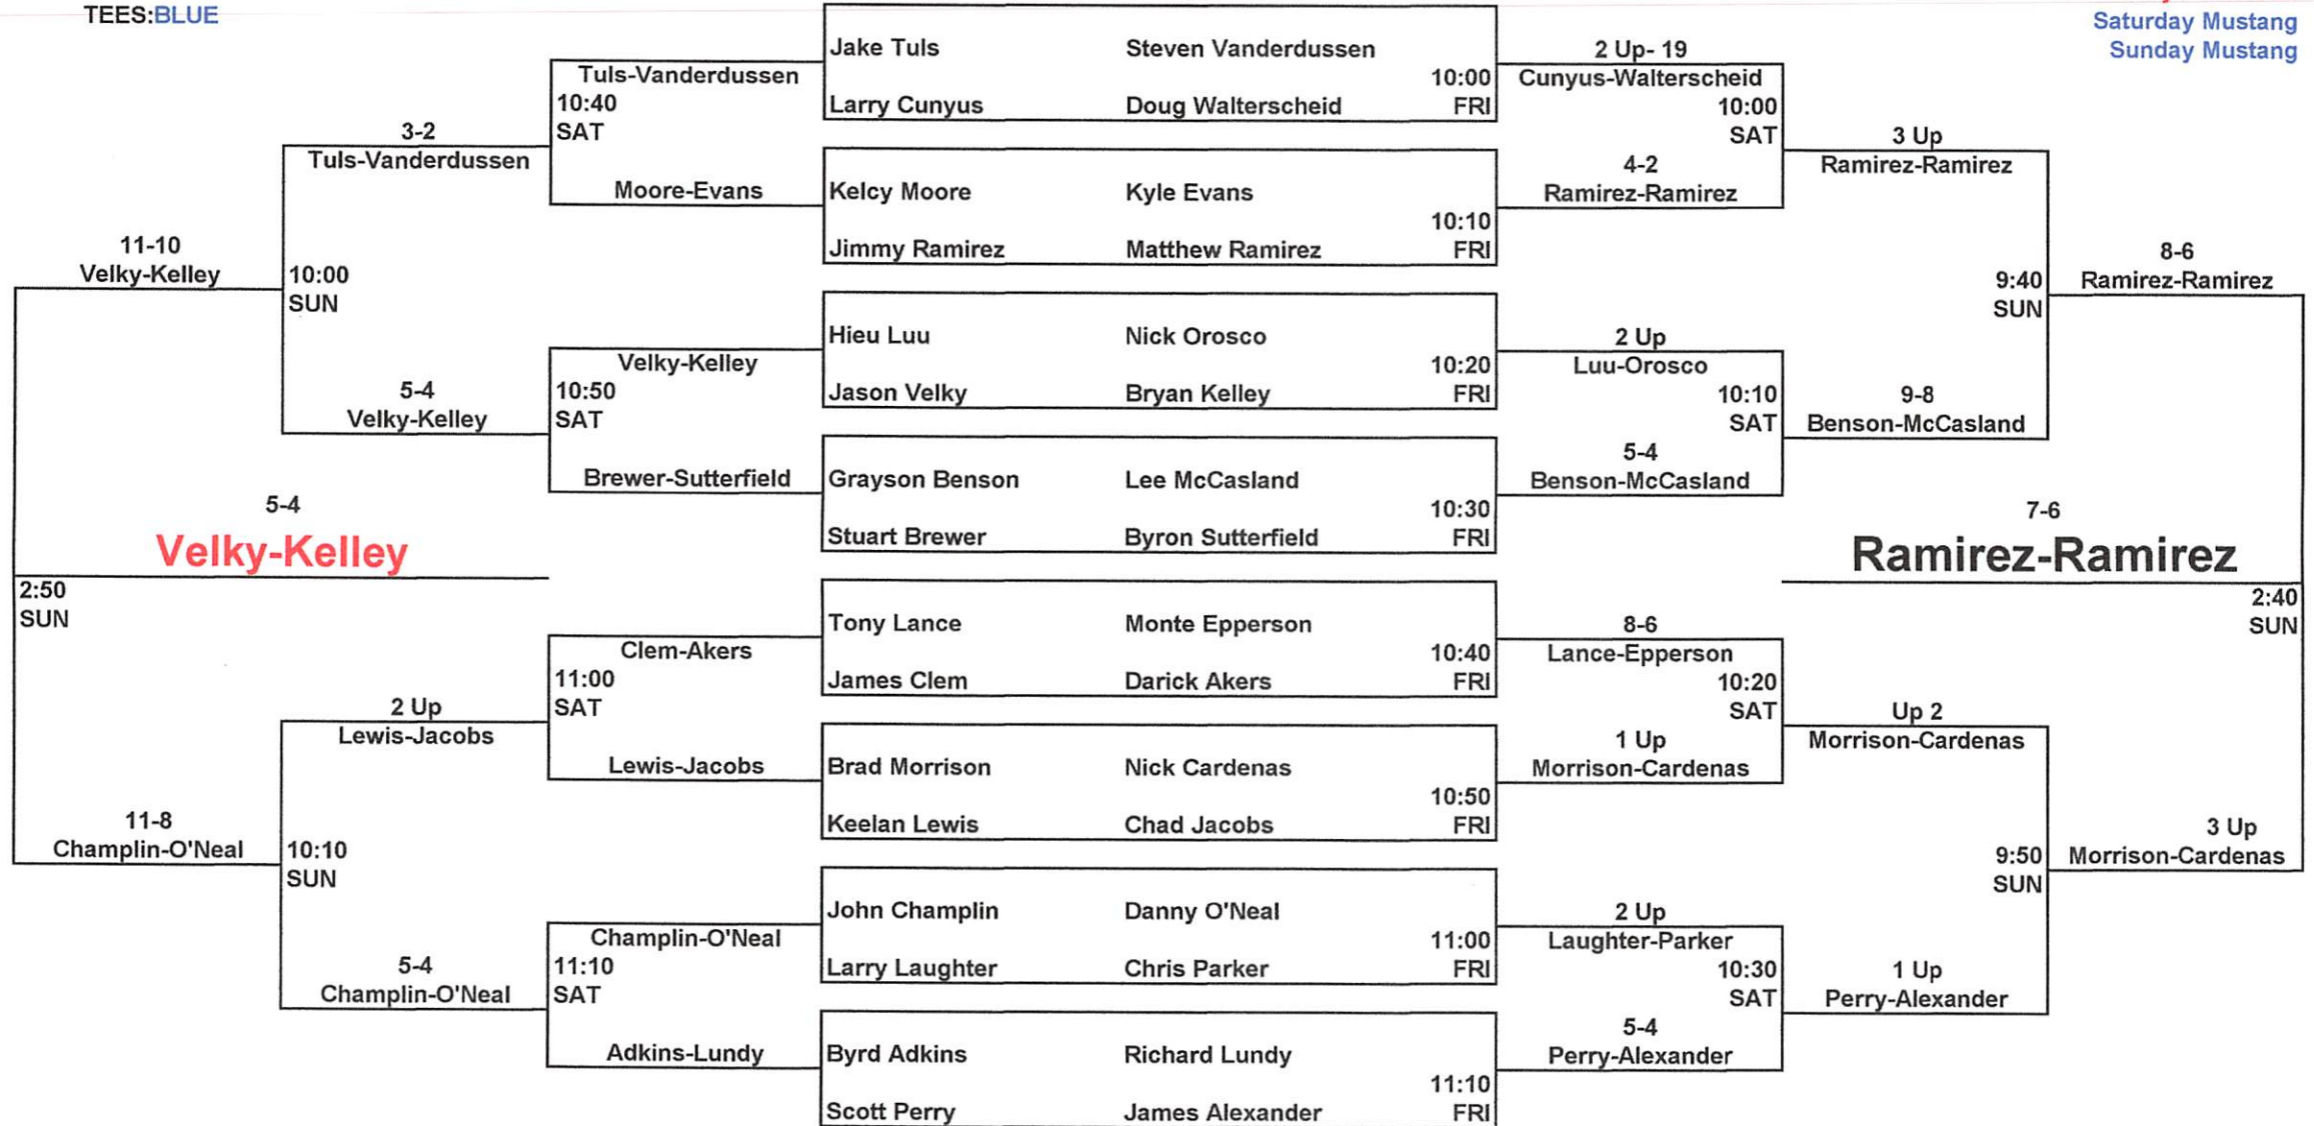 TEES:BLUE
Saturday Mustang
Sunday Mustang
Jake Tuls Steven Vanderdussen
10:00
Larry Cunyus Doug Walterscheid FRI
Kelcy Moore Kyle Evans
10:10
Jimmy Ramirez Matthew Ramirez FRI
Hieu Luu Nick Orosco
10:20
Jason Velky Bryan Kelley FRI
Grayson Benson Lee McCasland
10:30
Stuart Brewer Byron Sutterfield FRI
Tony Lance Monte Epperson
10:40
James Clem Darick Akers FRI
Brad Morrison Nick Cardenas
10:50
Keelan Lewis Chad Jacobs FRI
John Champlin Danny O'Neal
11:00
Larry Laughter Chris Parker FRI
Byrd Adkins Richard Lundy
11:10
Scott Perry James Alexander FRI
Tuls-Vanderdussen
10:40
SAT
Moore-Evans
Velky-Kelley
10:50
SAT
Brewer-Sutterfield
Clem-Akers
11:00
SAT
Lewis-Jacobs
Champlin-O'Neal
11:10
SAT
Adkins-Lundy
3-2
Tuls-Vanderdussen
10:00
SUN
5-4
Velky-Kelley
2 Up
Lewis-Jacobs
10:10
SUN
5-4
Champlin-O'Neal
11-10
Velky-Kelley
5-4
Velky-Kelley
2:50
SUN
11-8
Champlin-O'Neal
2 Up- 19
Cunyus-Walterscheid
10:00
SAT
4-2
Ramirez-Ramirez
2 Up
Luu-Orosco
10:10
SAT
5-4
Benson-McCasland
8-6
Lance-Epperson
10:20
SAT
1 Up
Morrison-Cardenas
2 Up
Laughter-Parker
10:30
SAT
5-4
Perry-Alexander
3 Up
Ramirez-Ramirez
9:40
SUN
9-8
Benson-McCasland
Up 2
Morrison-Cardenas
9:50
SUN
1 Up
Perry-Alexander
8-6
Ramirez-Ramirez
7-6
Ramirez-Ramirez
2:40
SUN
3 Up
Morrison-Cardenas